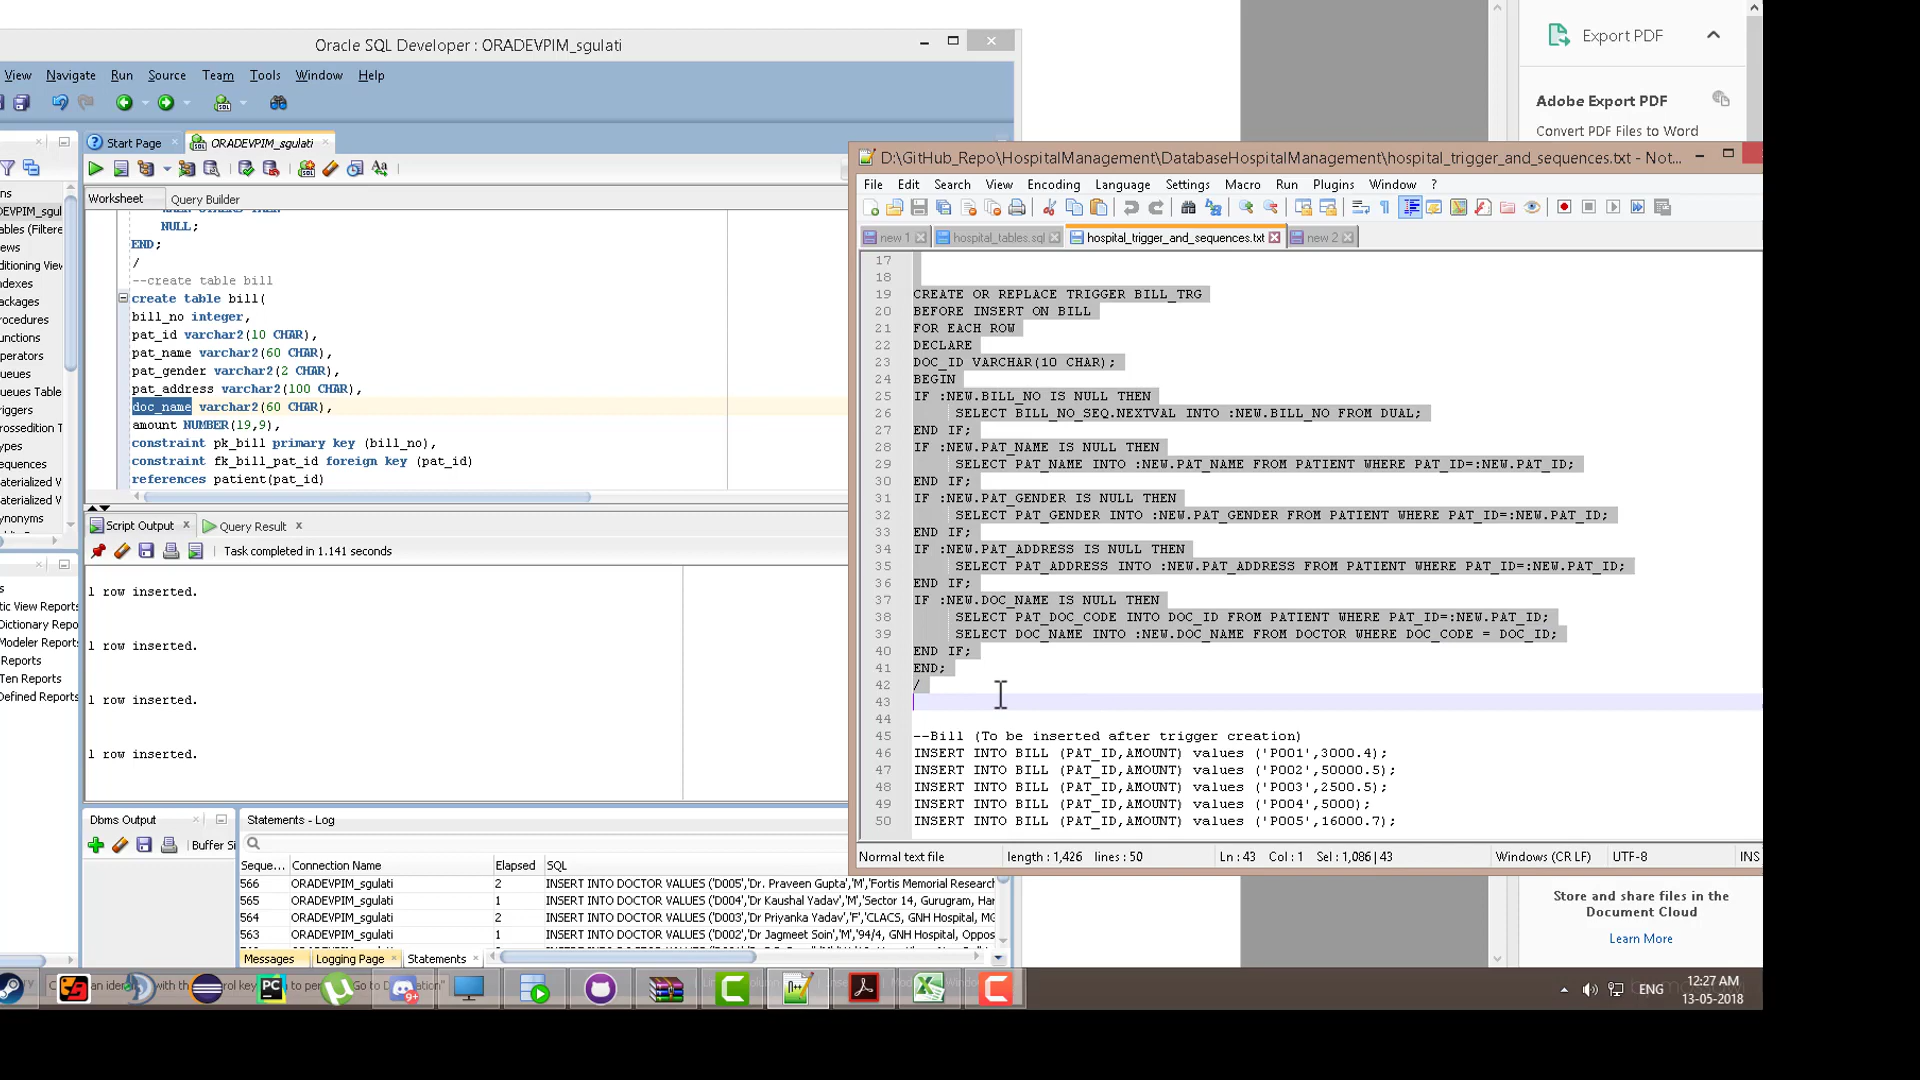 Oracle SQL Developer : ORADEVPIM_sgulati
View Navigate Run Source Team Tools Window Help
Start Page
ORADEVPIM_sgulati
Worksheet
Query Builder
NULL;
END;
/
--create table bill
create table bill(
bill_no integer,
pat_id varchar2(10 CHAR),
pat_name varchar2(60 CHAR),
pat_gender varchar2(2 CHAR),
pat_address varchar2(100 CHAR),
doc_name varchar2(60 CHAR),
amount NUMBER(19,9),
constraint pk_bill primary key (bill_no),
constraint fk_bill_pat_id foreign key (pat_id)
references patient(pat_id)
Script Output
Query Result
Task completed in 1.141 seconds
1 row inserted.
1 row inserted.
1 row inserted.
1 row inserted.
Dbms Output
Buffer Si
Statements - Log
Seque... Connection Name Elapsed SQL
566 ORADEVPIM_sgulati 2 INSERT INTO DOCTOR VALUES ('D005','Dr. Praveen Gupta','M','Fortis Memorial Researc
565 ORADEVPIM_sgulati 1 INSERT INTO DOCTOR VALUES ('D004','Dr Kaushal Yadav','M','Sector 14, Gurugram, Har
564 ORADEVPIM_sgulati 2 INSERT INTO DOCTOR VALUES ('D003','Dr Priyanka Yadav','F','CLACS, GNH Hospital, MG
563 ORADEVPIM_sgulati 1 INSERT INTO DOCTOR VALUES ('D002','Dr Jagmeet Soin','M','94/4, GNH Hospital, Oppos
Messages
Logging Page
Statements
D:\GitHub_Repo\HospitalManagement\DatabaseHospitalManagement\hospital_trigger_and_sequences.txt - Not...
File Edit Search View Encoding Language Settings Macro Run Plugins Window ?
new 1
hospital_tables.sql
hospital_trigger_and_sequences.txt
new 2
17
18
19 CREATE OR REPLACE TRIGGER BILL_TRG
20 BEFORE INSERT ON BILL
21 FOR EACH ROW
22 DECLARE
23 DOC_ID VARCHAR(10 CHAR);
24 BEGIN
25 IF :NEW.BILL_NO IS NULL THEN
26 SELECT BILL_NO_SEQ.NEXTVAL INTO :NEW.BILL_NO FROM DUAL;
27 END IF;
28 IF :NEW.PAT_NAME IS NULL THEN
29 SELECT PAT_NAME INTO :NEW.PAT_NAME FROM PATIENT WHERE PAT_ID=:NEW.PAT_ID;
30 END IF;
31 IF :NEW.PAT_GENDER IS NULL THEN
32 SELECT PAT_GENDER INTO :NEW.PAT_GENDER FROM PATIENT WHERE PAT_ID=:NEW.PAT_ID;
33 END IF;
34 IF :NEW.PAT_ADDRESS IS NULL THEN
35 SELECT PAT_ADDRESS INTO :NEW.PAT_ADDRESS FROM PATIENT WHERE PAT_ID=:NEW.PAT_ID;
36 END IF;
37 IF :NEW.DOC_NAME IS NULL THEN
38 SELECT PAT_DOC_CODE INTO DOC_ID FROM PATIENT WHERE PAT_ID=:NEW.PAT_ID;
39 SELECT DOC_NAME INTO :NEW.DOC_NAME FROM DOCTOR WHERE DOC_CODE = DOC_ID;
40 END IF;
41 END;
42 /
43
44
45 --Bill (To be inserted after trigger creation)
46 INSERT INTO BILL (PAT_ID,AMOUNT) values ('P001',3000.4);
47 INSERT INTO BILL (PAT_ID,AMOUNT) values ('P002',50000.5);
48 INSERT INTO BILL (PAT_ID,AMOUNT) values ('P003',2500.5);
49 INSERT INTO BILL (PAT_ID,AMOUNT) values ('P004',5000);
50 INSERT INTO BILL (PAT_ID,AMOUNT) values ('P005',16000.7);
Normal text file length : 1,426 lines : 50 Ln : 43 Col : 1 Sel : 1,086 | 43 Windows (CR LF) UTF-8 INS
Export PDF
Adobe Export PDF
Convert PDF Files to Word
Store and share files in the
Document Cloud
Learn More
ENG
12:27 AM
13-05-2018